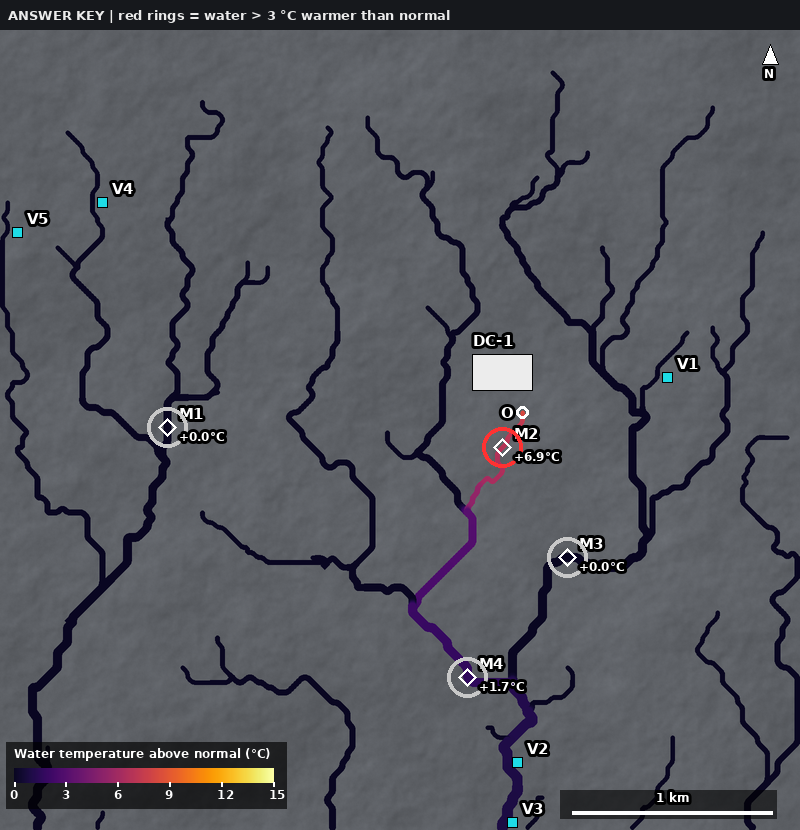 ANSWER KEY | red rings = water > 3 °C warmer than normal
N
V4
V5
DC-1
V1
O
M1
+0.0°C
M2
+6.9°C
M3
+0.0°C
M4
+1.7°C
V2
V3
Water temperature above normal (°C)
0 3 6 9 12 15
1 km